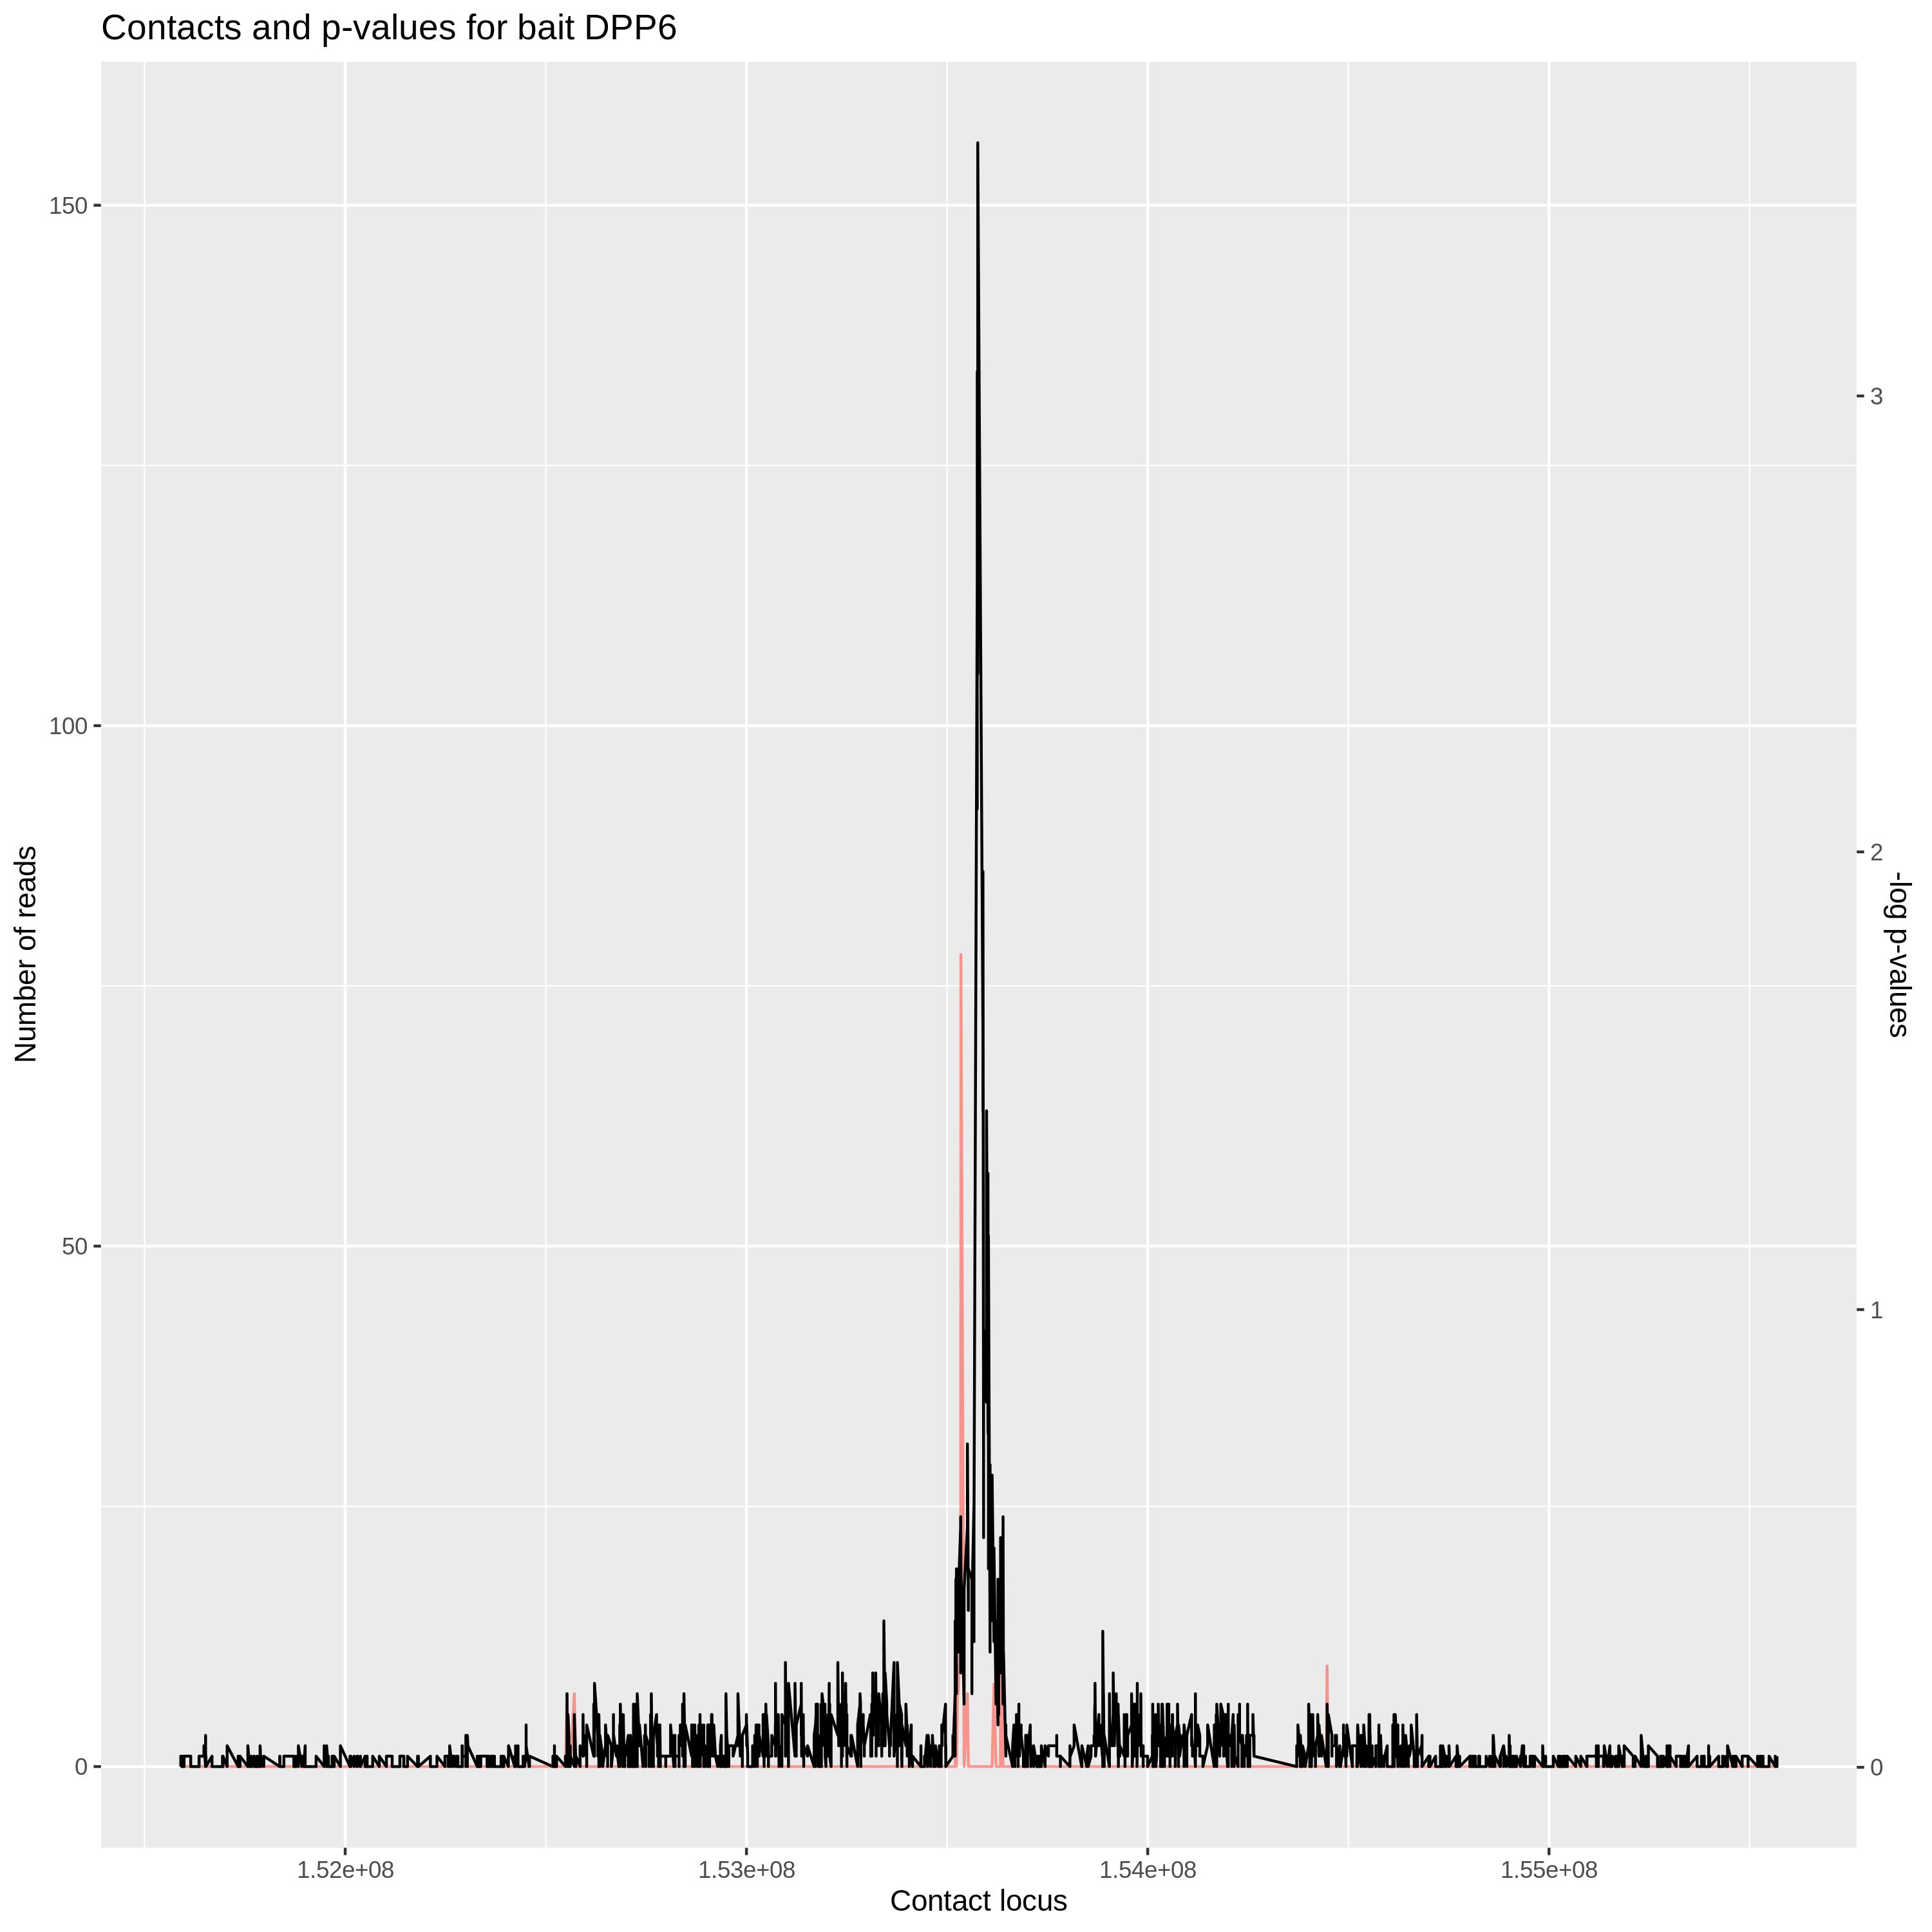 Contacts and p-values for bait DPP6
150
100
50
0
Number of reads
3
2
1
0
-log p-values
1.52e+08
1.53e+08
1.54e+08
1.55e+08
Contact locus